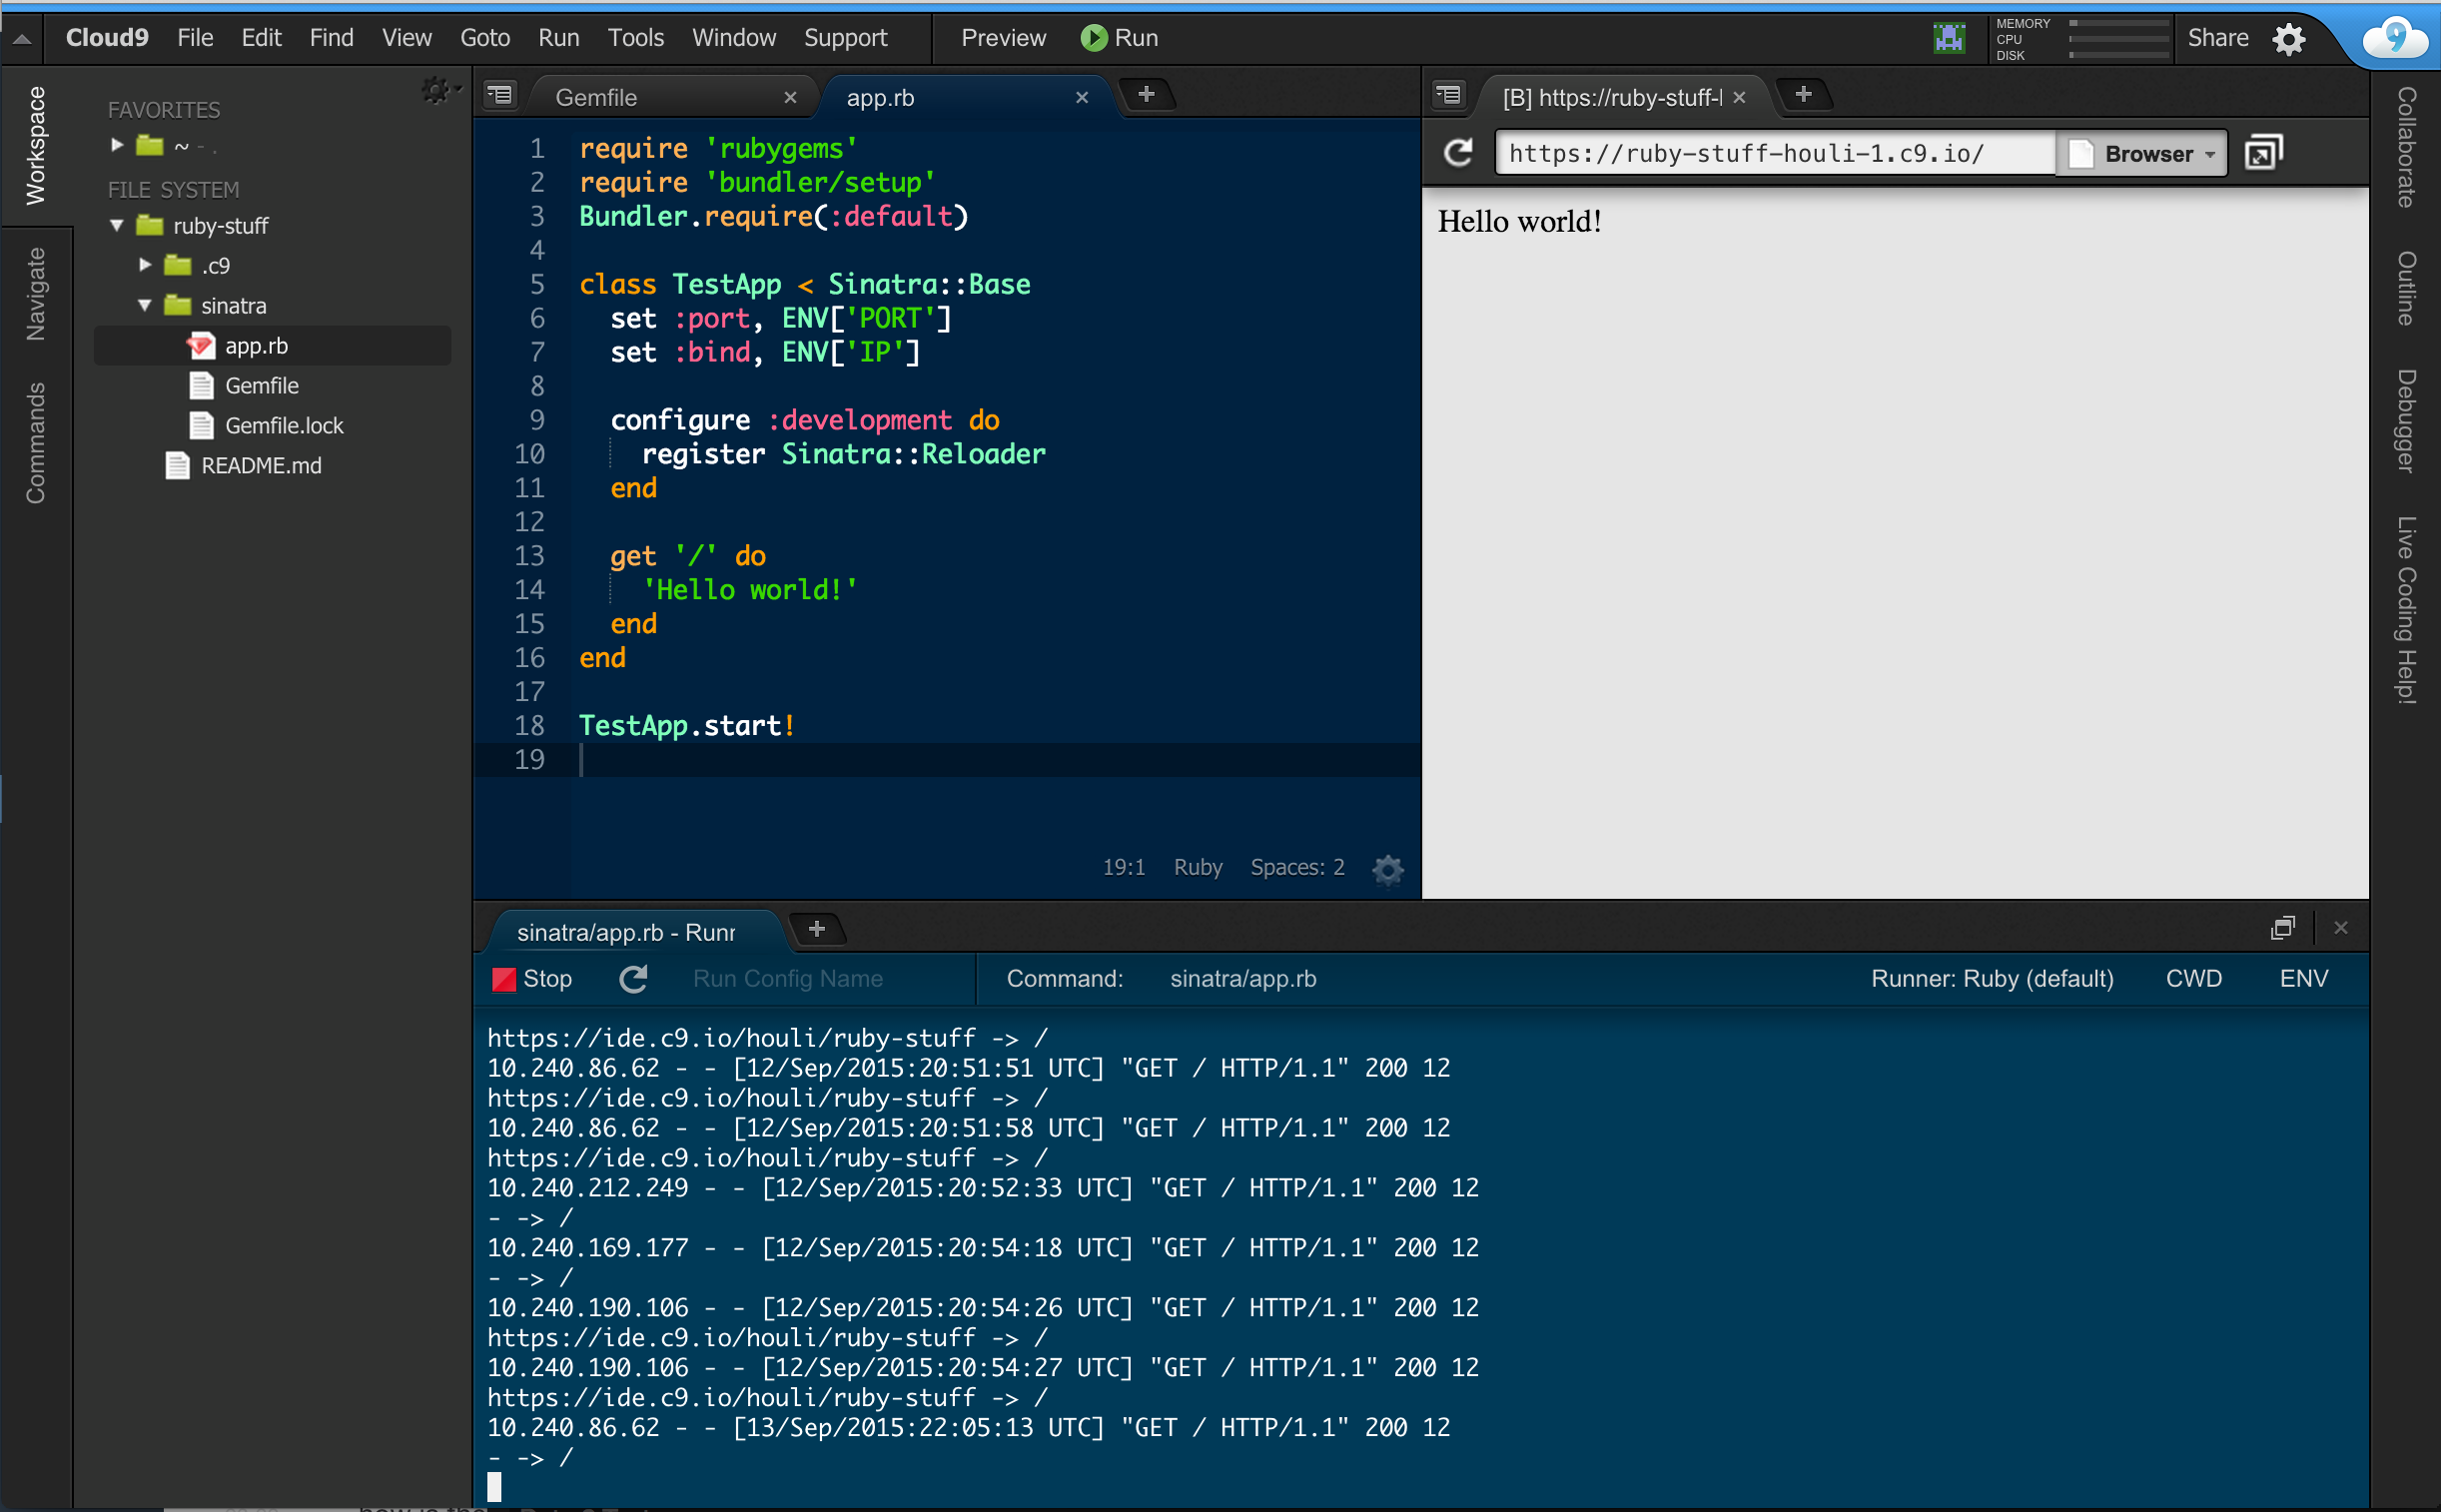 Cloud9 File Edit Find View Goto Run Tools Window Support Preview Run MEMORY CPU DISK Share 9
Workspace
Navigate
Commands
FAVORITES
~ - .
FILE SYSTEM
ruby-stuff
.c9
sinatra
app.rb
Gemfile
Gemfile.lock
README.md
Gemfile app.rb
1 require 'rubygems'
2 require 'bundler/setup'
3 Bundler.require(:default)
4
5 class TestApp < Sinatra::Base
6 set :port, ENV['PORT']
7 set :bind, ENV['IP']
8
9 configure :development do
10 register Sinatra::Reloader
11 end
12
13 get '/' do
14 'Hello world!'
15 end
16 end
17
18 TestApp.start!
19
19:1 Ruby Spaces: 2
[B] https://ruby-stuff-
https://ruby-stuff-houli-1.c9.io/ Browser
Hello world!
Collaborate
Outline
Debugger
Live Coding Help!
sinatra/app.rb - Runr
Stop Run Config Name Command: sinatra/app.rb Runner: Ruby (default) CWD ENV
https://ide.c9.io/houli/ruby-stuff -> /
10.240.86.62 - - [12/Sep/2015:20:51:51 UTC] "GET / HTTP/1.1" 200 12
https://ide.c9.io/houli/ruby-stuff -> /
10.240.86.62 - - [12/Sep/2015:20:51:58 UTC] "GET / HTTP/1.1" 200 12
https://ide.c9.io/houli/ruby-stuff -> /
10.240.212.249 - - [12/Sep/2015:20:52:33 UTC] "GET / HTTP/1.1" 200 12
- -> /
10.240.169.177 - - [12/Sep/2015:20:54:18 UTC] "GET / HTTP/1.1" 200 12
- -> /
10.240.190.106 - - [12/Sep/2015:20:54:26 UTC] "GET / HTTP/1.1" 200 12
https://ide.c9.io/houli/ruby-stuff -> /
10.240.190.106 - - [12/Sep/2015:20:54:27 UTC] "GET / HTTP/1.1" 200 12
https://ide.c9.io/houli/ruby-stuff -> /
10.240.86.62 - - [13/Sep/2015:22:05:13 UTC] "GET / HTTP/1.1" 200 12
- -> /